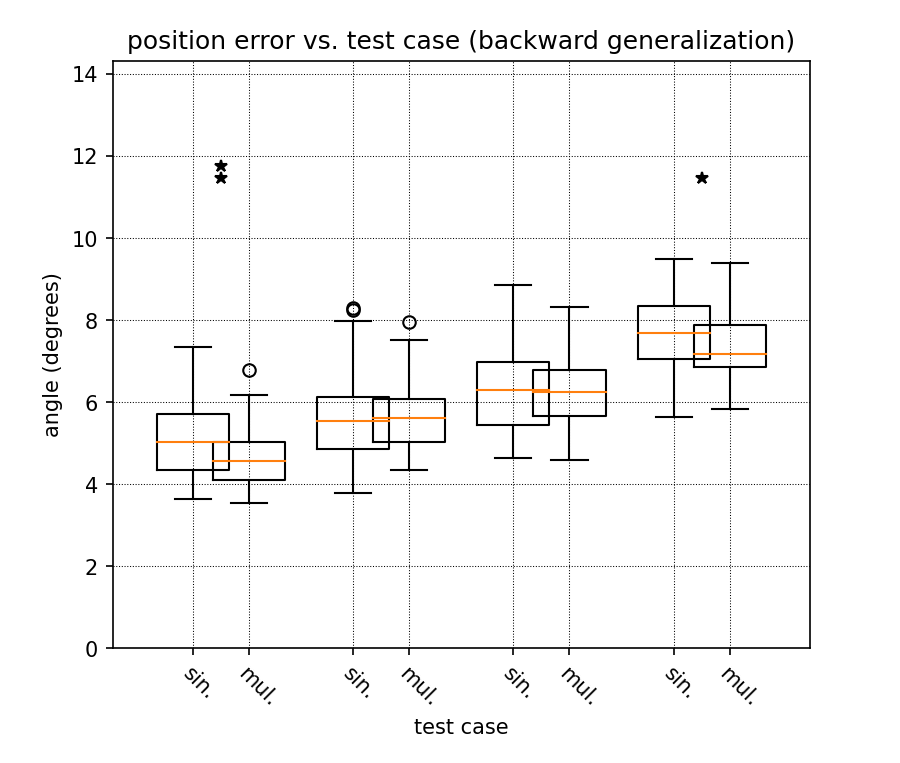 position error vs. test case (backward generalization)
14
12
10
8
6
4
2
0
angle (degrees)
sin. mul. sin. mul. sin. mul. sin. mul.
test case